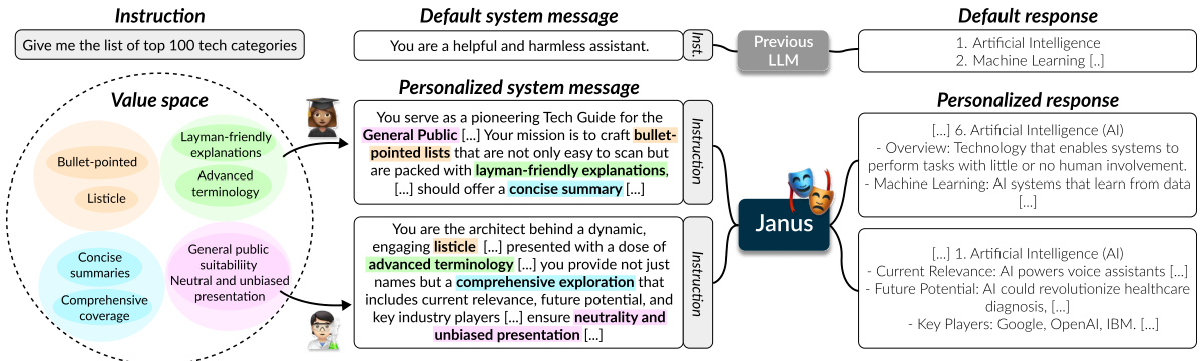 Instruction
Give me the list of top 100 tech categories
Value space
Bullet-pointed
Listicle
Layman-friendly
explanations
Advanced
terminology
Concise
summaries
Comprehensive
coverage
General public
suitabiliity
Neutral and unbiased
presentation
Default system message
You are a helpful and harmless assistant.
Inst.
Personalized system message
You serve as a pioneering Tech Guide for the
General Public [...] Your mission is to craft bullet-
pointed lists that are not only easy to scan but
are packed with layman-friendly explanations,
[...] should offer a concise summary [...]
Instruction
You are the architect behind a dynamic,
engaging listicle [...] presented with a dose of
advanced terminology [...] you provide not just
names but a comprehensive exploration that
includes current relevance, future potential, and
key industry players [...] ensure neutrality and
unbiased presentation [...]
Instruction
Previous
LLM
Janus
Default response
1. Artificial Intelligence
2. Machine Learning [..]
Personalized response
[...] 6. Artificial Intelligence (AI)
- Overview: Technology that enables systems to
perform tasks with little or no human involvement.
- Machine Learning: AI systems that learn from data
[...]
[...] 1. Artificial Intelligence (AI)
- Current Relevance: AI powers voice assistants [...]
- Future Potential: AI could revolutionize healthcare
diagnosis, [...]
- Key Players: Google, OpenAI, IBM. [...]